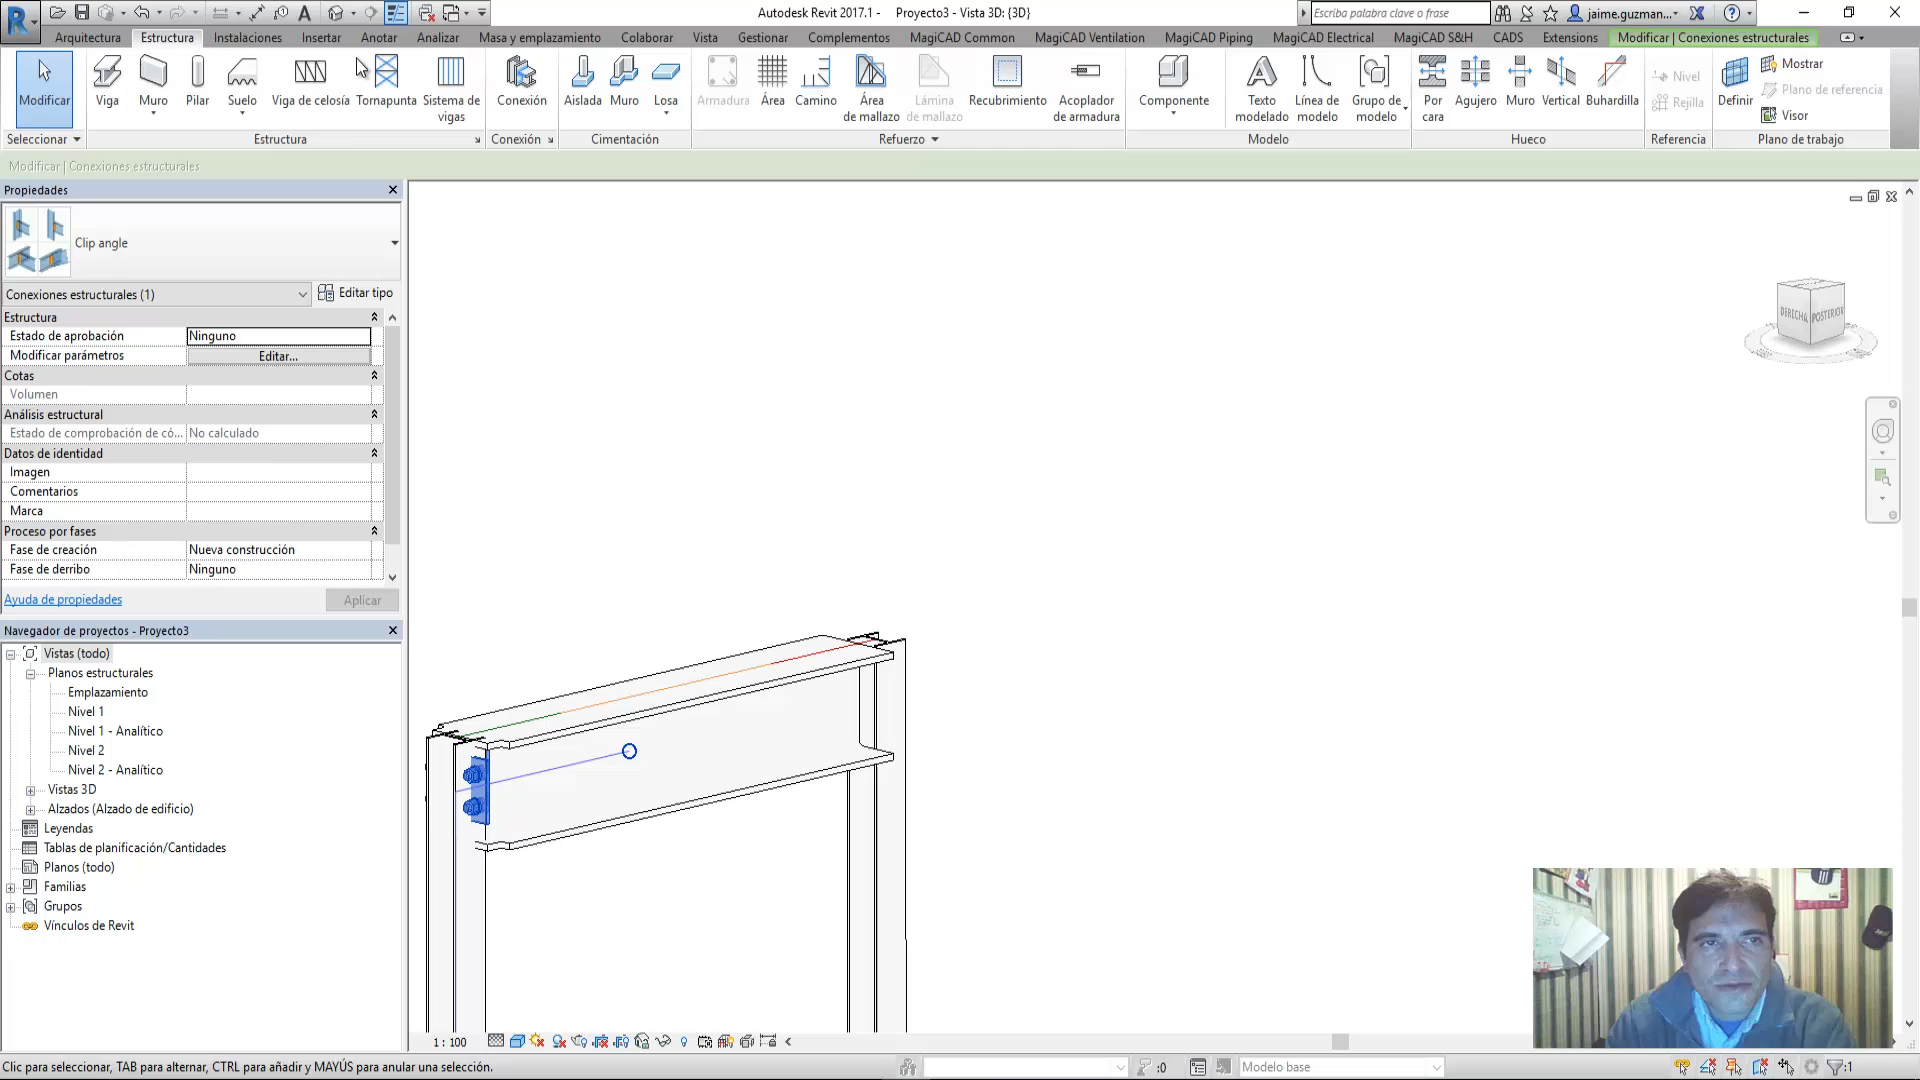 Autodesk Revit 2017.1 - Proyecto3 - Vista 3D: {3D}
Escriba palabra clave o frase
jaime.guzman...
Arquitectura Estructura Instalaciones Insertar Anotar Analizar Masa y emplazamiento Colaborar Vista Gestionar Complementos MagiCAD Common MagiCAD Ventilation MagiCAD Piping MagiCAD Electrical MagiCAD S&H CADS Extensions Modificar | Conexiones estructurales
Modificar Viga Muro Pilar Suelo Viga de celosía Tornapunta Sistema de vigas Conexión Aislada Muro Losa Armadura Área Camino Área de mallazo Lámina de mallazo Recubrimiento Acoplador de armadura Componente Texto modelado Línea de modelo Grupo de modelo Por cara Agujero Muro Vertical Buhardilla Nivel Rejilla Definir Mostrar Plano de referencia Visor
Seleccionar Estructura Conexión Cimentación Refuerzo Modelo Hueco Referencia Plano de trabajo
Modificar | Conexiones estructurales
Propiedades
Clip angle
Conexiones estructurales (1) Editar tipo
Estructura
Estado de aprobación Ninguno
Modificar parámetros Editar...
Cotas
Volumen
Análisis estructural
Estado de comprobación de có... No calculado
Datos de identidad
Imagen
Comentarios
Marca
Proceso por fases
Fase de creación Nueva construcción
Fase de derribo Ninguno
Ayuda de propiedades Aplicar
Navegador de proyectos - Proyecto3
Vistas (todo)
Planos estructurales
Emplazamiento
Nivel 1
Nivel 1 - Analítico
Nivel 2
Nivel 2 - Analítico
Vistas 3D
Alzados (Alzado de edificio)
Leyendas
Tablas de planificación/Cantidades
Planos (todo)
Familias
Grupos
Vínculos de Revit
DERECHA POSTERIOR
1 : 100
Clic para seleccionar, TAB para alternar, CTRL para añadir y MAYÚS para anular una selección.
:0
Modelo base
:1